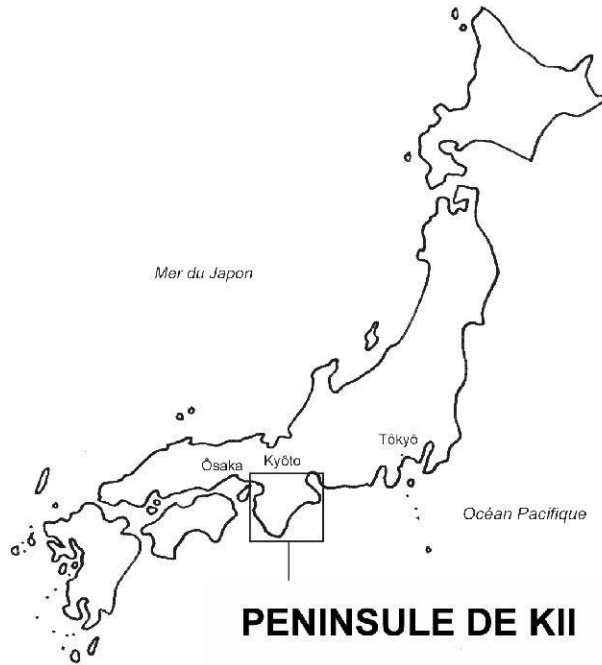 Mer du Japon
Tôkyô
Ôsaka Kyôto
Océan Pacifique
PENINSULE DE KII